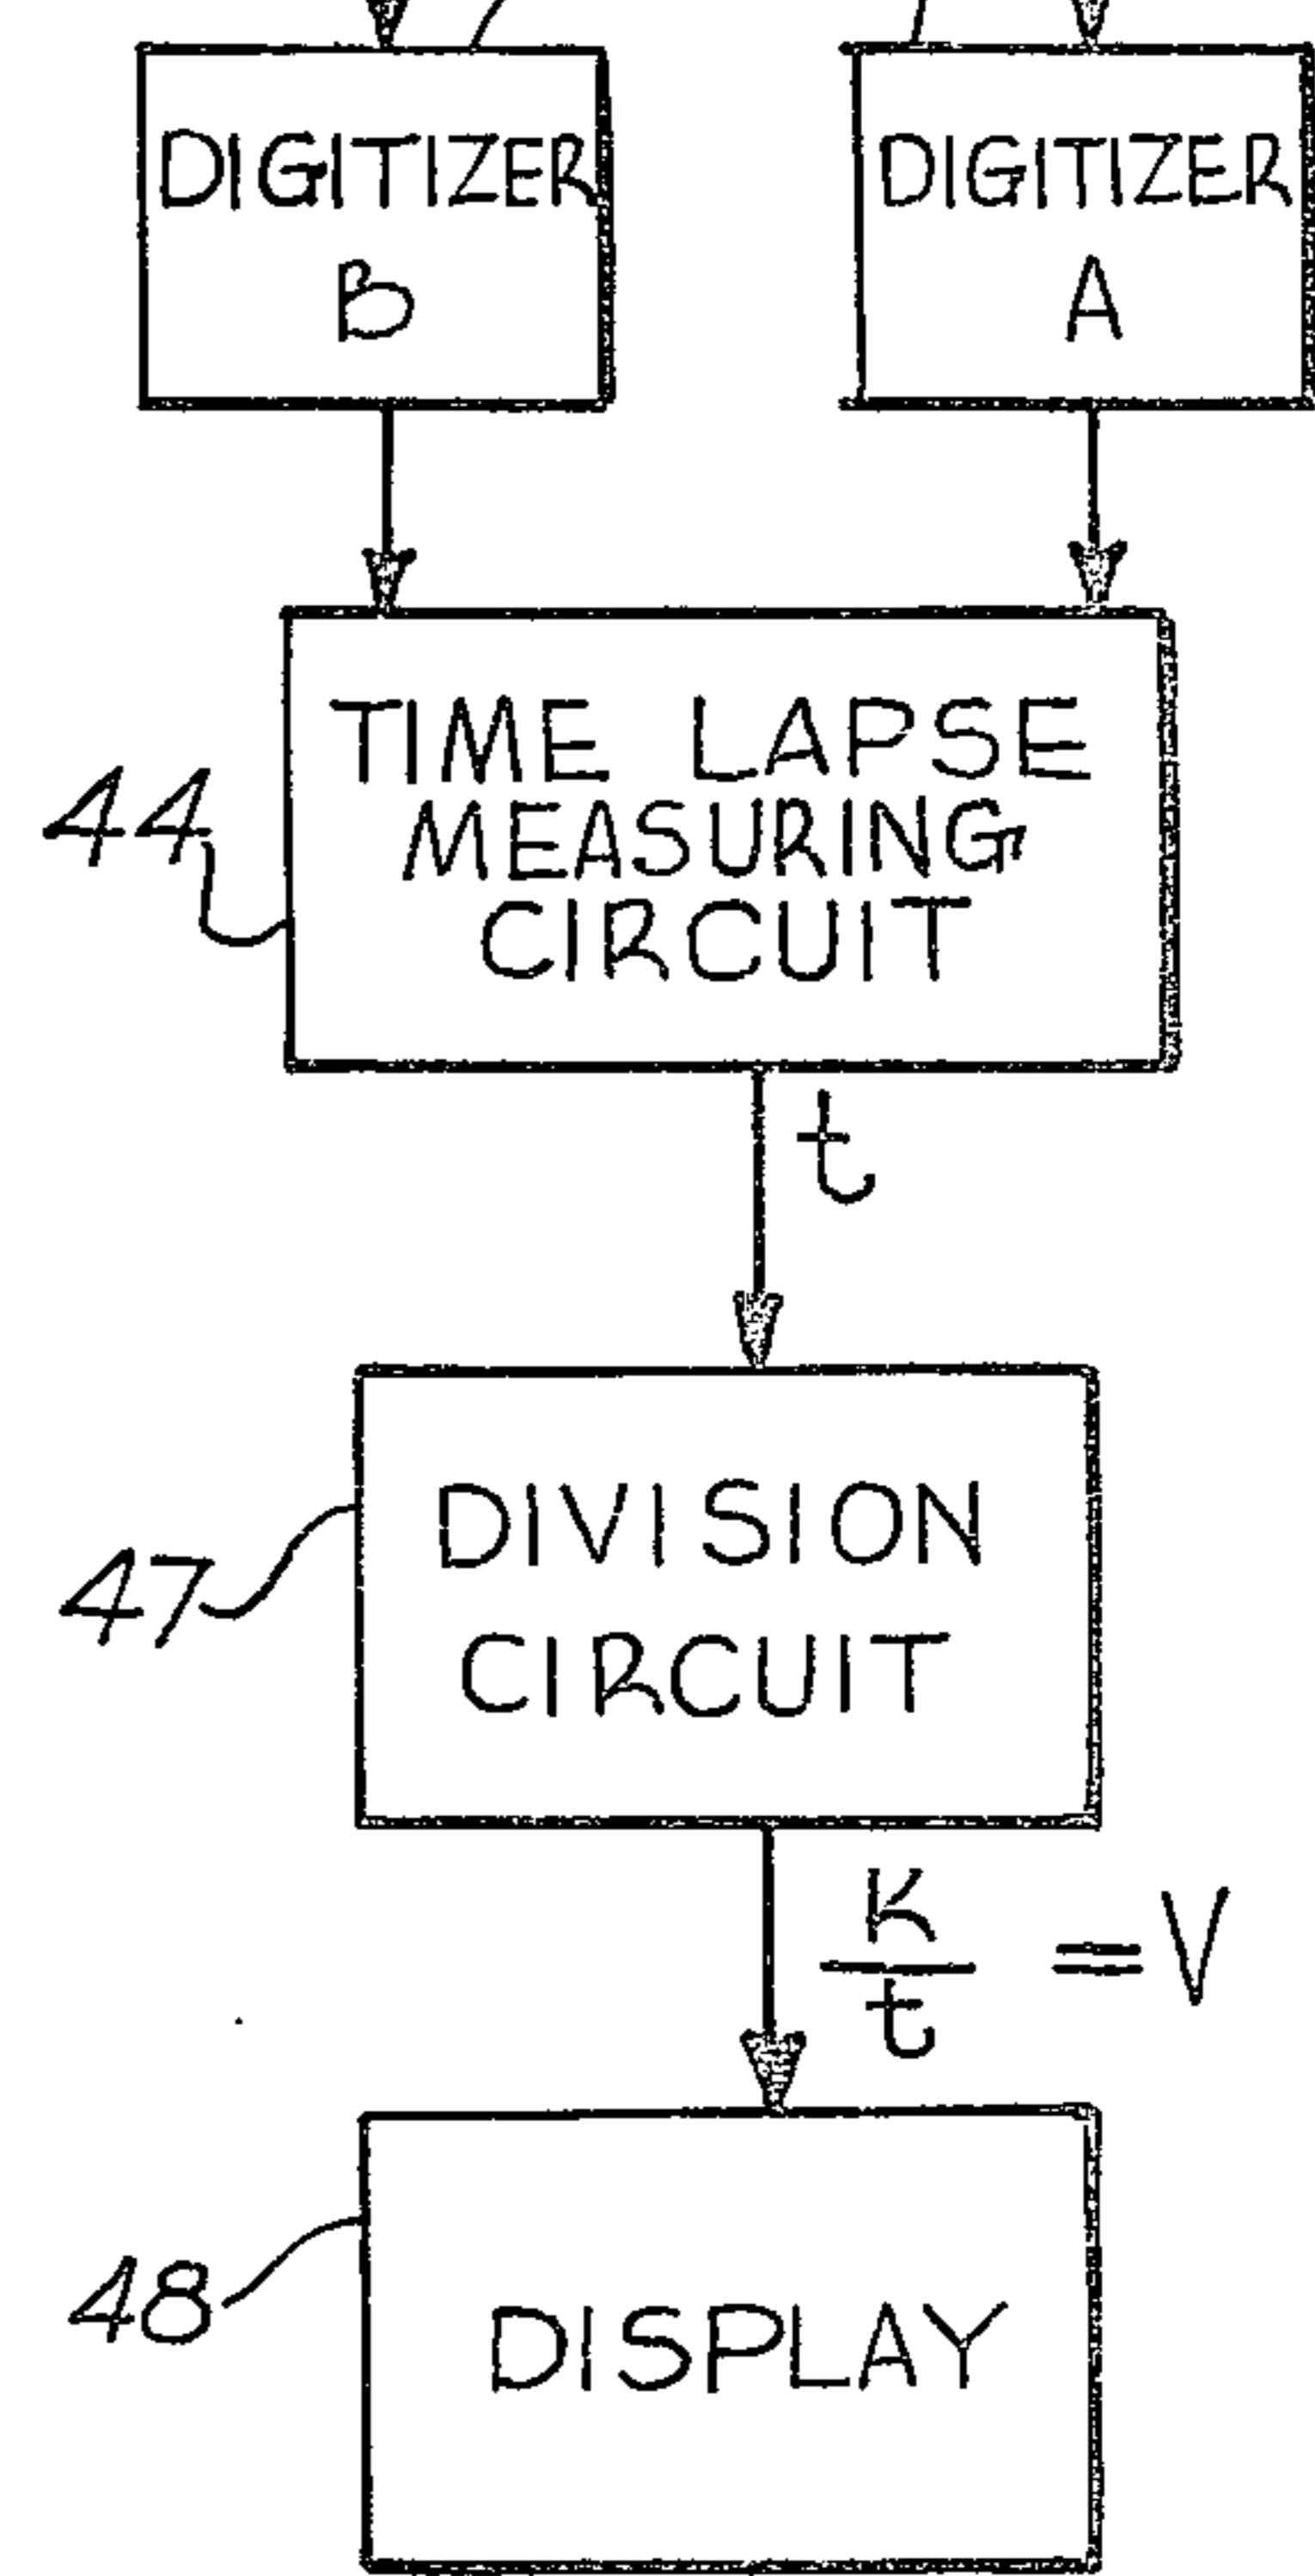 DIGITIZER
B
DIGITIZER
A
TIME LAPSE
MEASURING
CIRCUIT
44
t
DIVISION
CIRCUIT
47
K
t
= V
DISPLAY
48